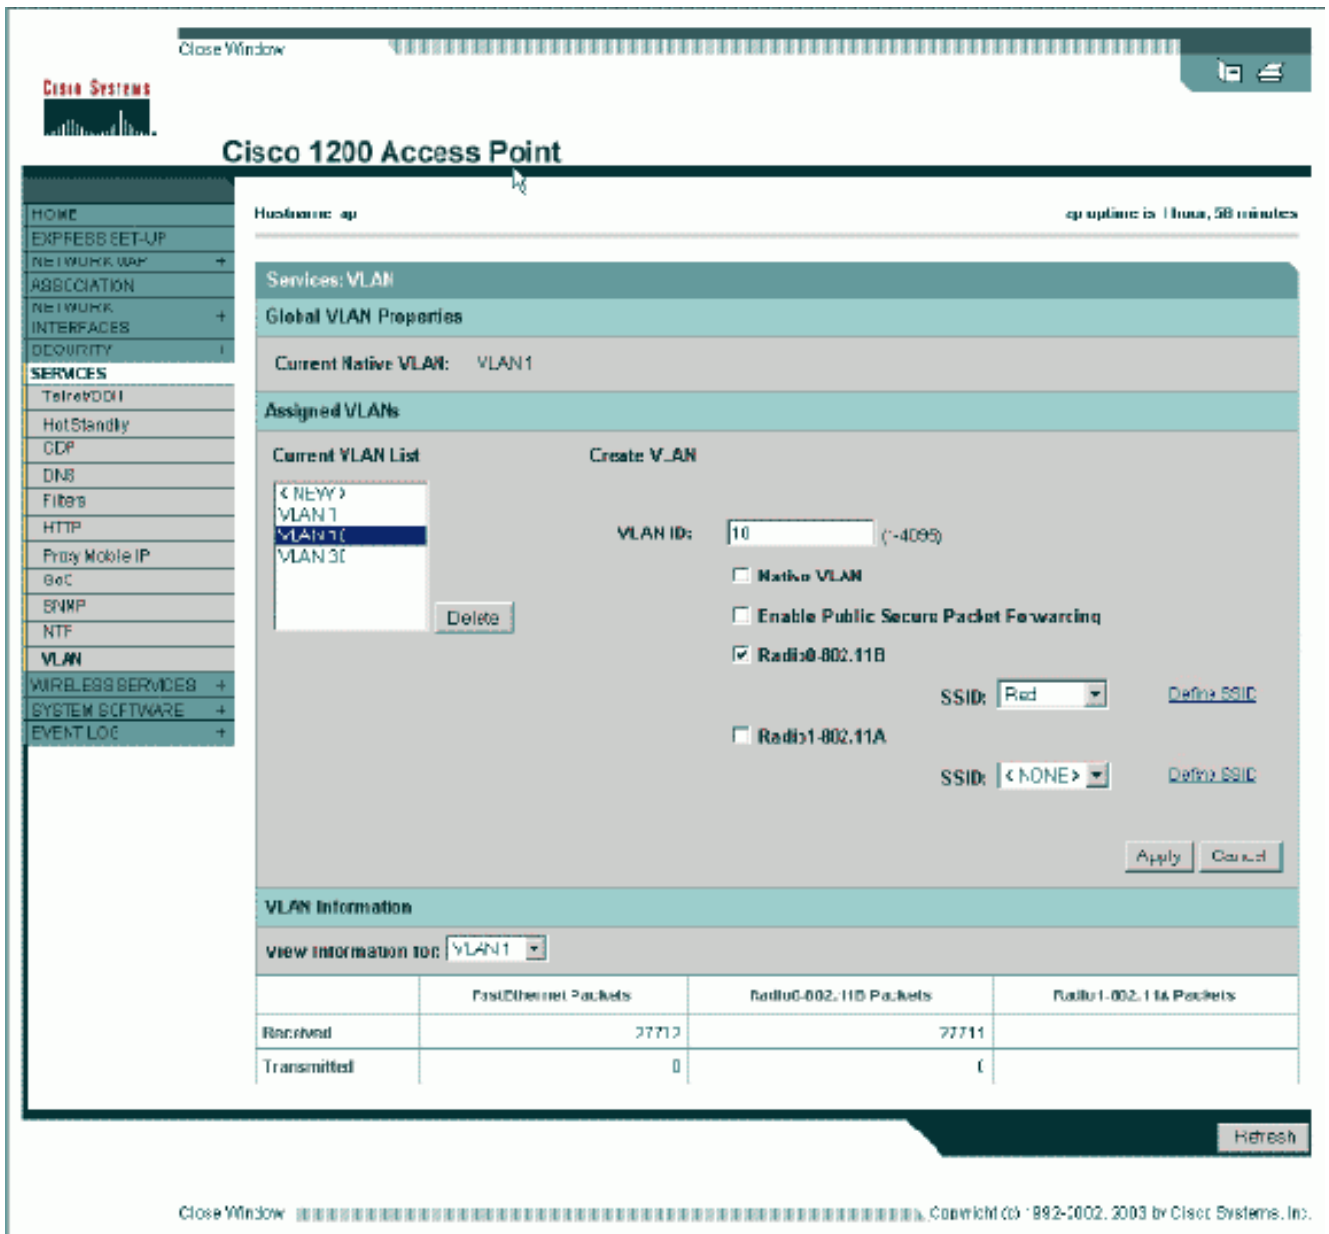 Close Window
Cisco Systems
Cisco 1200 Access Point
HOME
EXPRESS SET-UP
NETWORK MAP +
ASSOCIATION
NETWORK INTERFACES +
SECURITY +
SERVICES
Telnet/SSH
Hot Standby
CDP
DNS
Filters
HTTP
Proxy Mobile IP
QoS
SNMP
NTP
VLAN
WIRELESS SERVICES +
SYSTEM SOFTWARE +
EVENT LOG +
Hostname ap
ap uptime is 1 hour, 58 minutes
Services: VLAN
Global VLAN Properties
Current Native VLAN: VLAN 1
Assigned VLANs
Current VLAN List
Create VLAN
< NEW >
VLAN 1
VLAN 10
VLAN 30
Delete
VLAN ID: 10 (1-4095)
Native VLAN
Enable Public Secure Packet Forwarding
Radio0-802.11B
SSID: Red Define SSID
Radio1-802.11A
SSID: < NONE > Define SSID
Apply Cancel
VLAN Information
View Information for: VLAN 1
FastEthernet Packets Radio0-802.11B Packets Radio1-802.11A Packets
Received 27712 27711
Transmitted 0 0
Refresh
Close Window
Copyright (c) 1992-2002, 2003 by Cisco Systems, Inc.